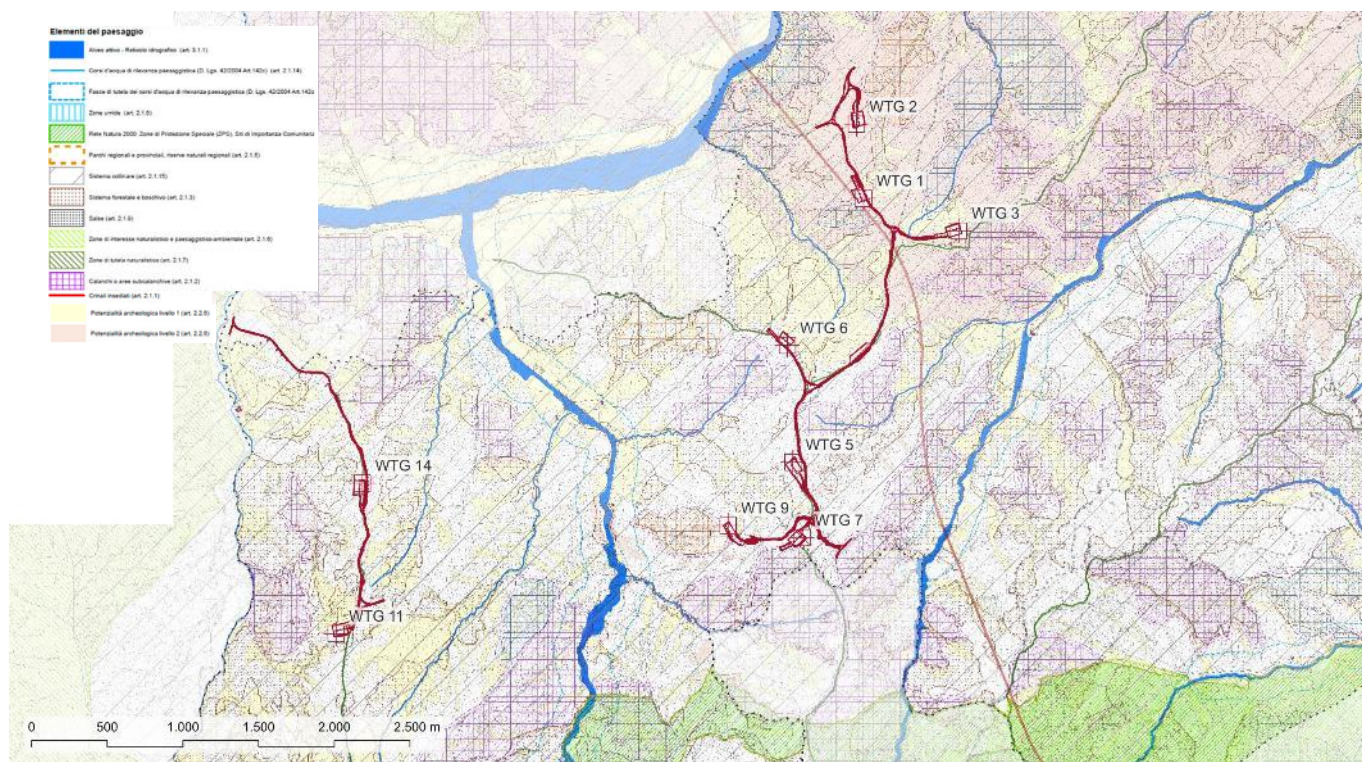 Elementi del paesaggio
Alveo attivo - Reticolo idrografico (art. 3.1.1)
Corsi d'acqua di rilevanza paesaggistica (D. Lgs. 42/2004 Art.142c) (art. 2.1.14)
Fasce di tutela dei corsi d'acqua di rilevanza paesaggistica (D. Lgs. 42/2004 Art.142c
Zone umide (art. 2.1.5)
Rete Natura 2000: Zone di Protezione Speciale (ZPS), Siti di Importanza Comunitaria
Parchi regionali e provinciali, riserve naturali regionali (art. 2.1.5)
Sistema collinare (art. 2.1.15)
Sistema forestale e boschivo (art. 2.1.3)
Salse (art. 2.1.9)
Zone di interesse naturalistico e paesaggistico-ambientale (art. 2.1.6)
Zone di tutela naturalistica (art. 2.1.7)
Calanchi o aree subcalanchive (art. 2.1.2)
Crinali insediati (art. 2.1.1)
Potenzialità archeologica livello 1 (art. 2.2.6)
Potenzialità archeologica livello 2 (art. 2.2.6)
WTG 2
WTG 1
WTG 3
WTG 6
WTG 5
WTG 14
WTG 9
WTG 7
WTG 11
0 500 1.000 1.500 2.000 2.500 m